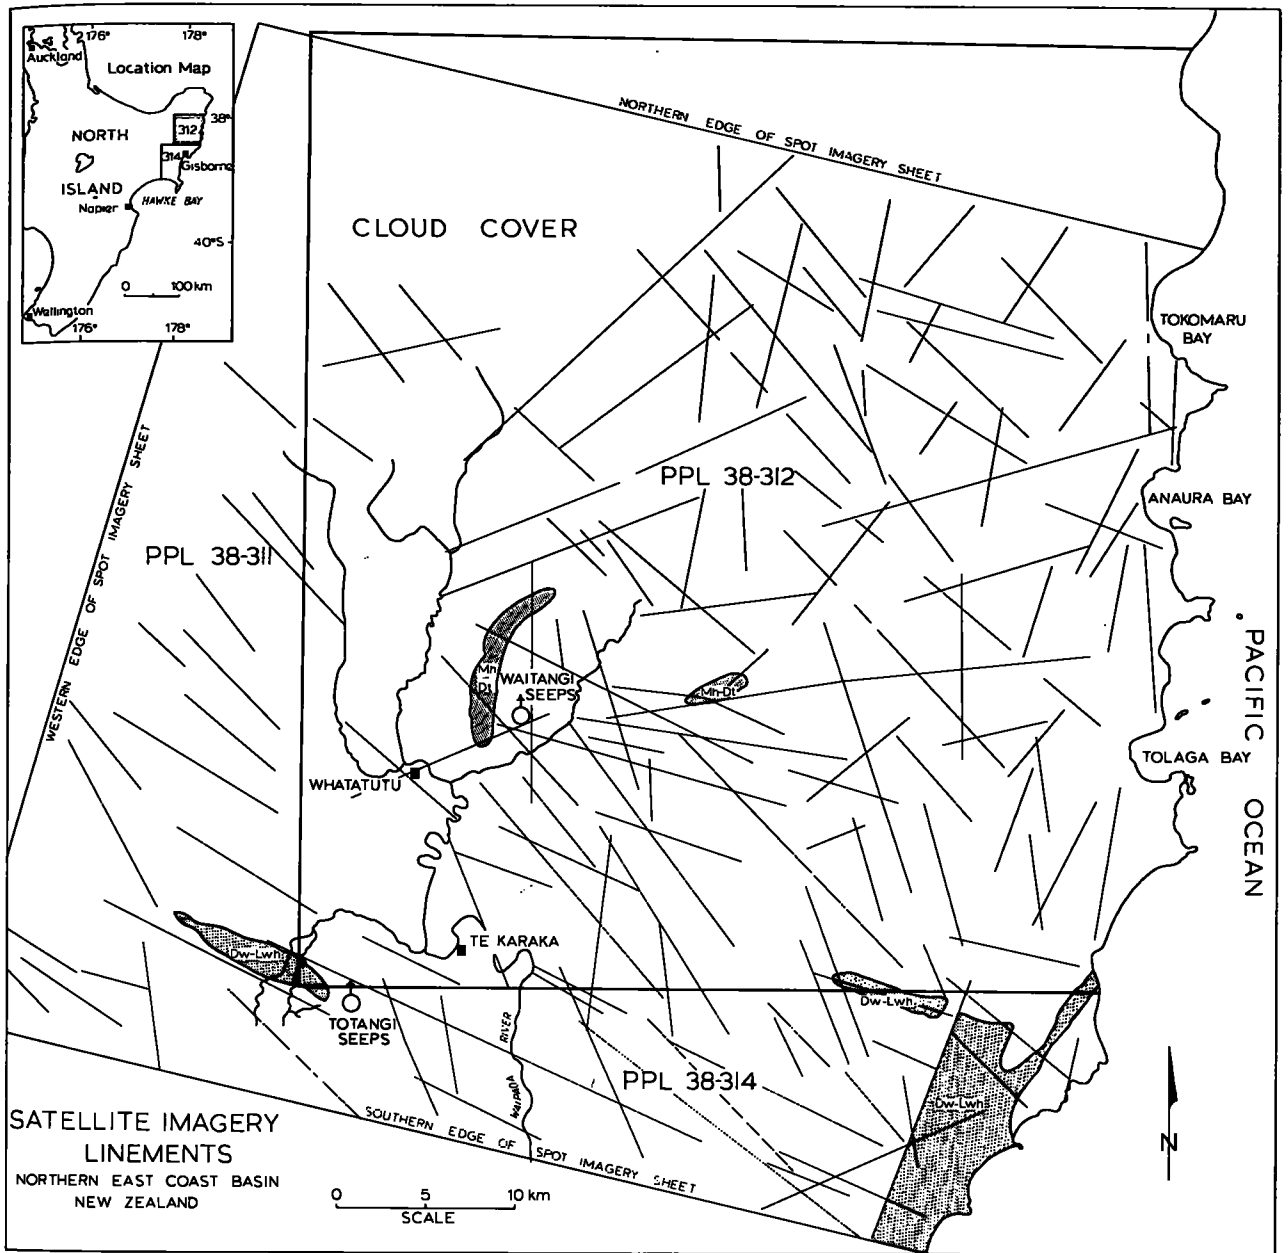 176°
178°
Auckland
Location Map
NORTH
312
38°
314
Gisborne
ISLAND
Napier
HAWKE BAY
40°S
0 100 km
Wellington
176°
178°
NORTHERN EDGE OF SPOT IMAGERY SHEET
CLOUD COVER
TOKOMARU
BAY
WESTERN EDGE OF SPOT IMAGERY SHEET
PPL 38-312
ANAURA BAY
PPL 38-311
Mn
Dt
WAITANGI
SEEPS
Mn-Dt
PACIFIC OCEAN
TOLAGA BAY
WHATATUTU
TE KARAKA
Dw-Lwh
Dw-Lwh
TOTANGI
SEEPS
RIVER
WAIPAOA
PPL 38-314
Dw-Lwh
SATELLITE IMAGERY
LINEMENTS
NORTHERN EAST COAST BASIN
NEW ZEALAND
SOUTHERN EDGE OF SPOT IMAGERY SHEET
0 5 10 km
SCALE
N